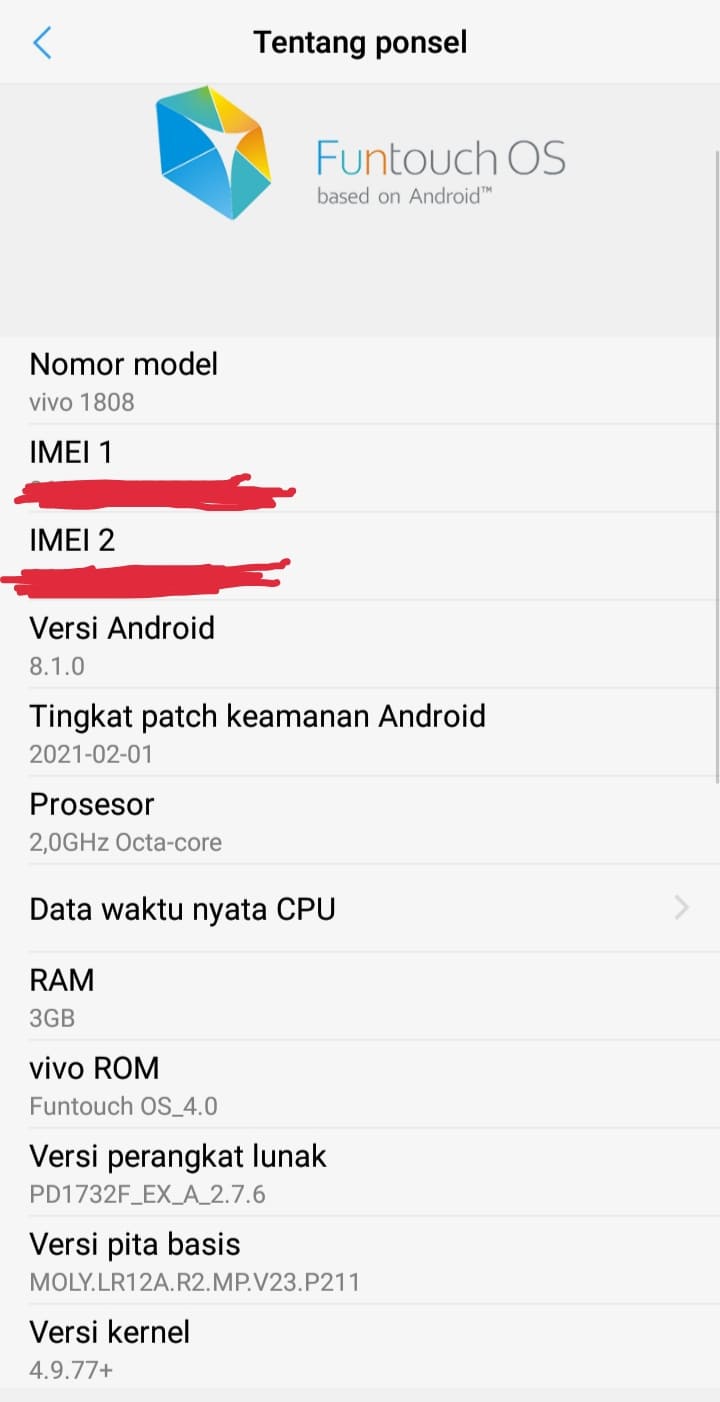 Tentang ponsel
Funtouch OS
based on Android™
Nomor model
vivo 1808
IMEI 1
IMEI 2
Versi Android
8.1.0
Tingkat patch keamanan Android
2021-02-01
Prosesor
2,0GHz Octa-core
Data waktu nyata CPU
RAM
3GB
vivo ROM
Funtouch OS_4.0
Versi perangkat lunak
PD1732F_EX_A_2.7.6
Versi pita basis
MOLY.LR12A.R2.MP.V23.P211
Versi kernel
4.9.77+